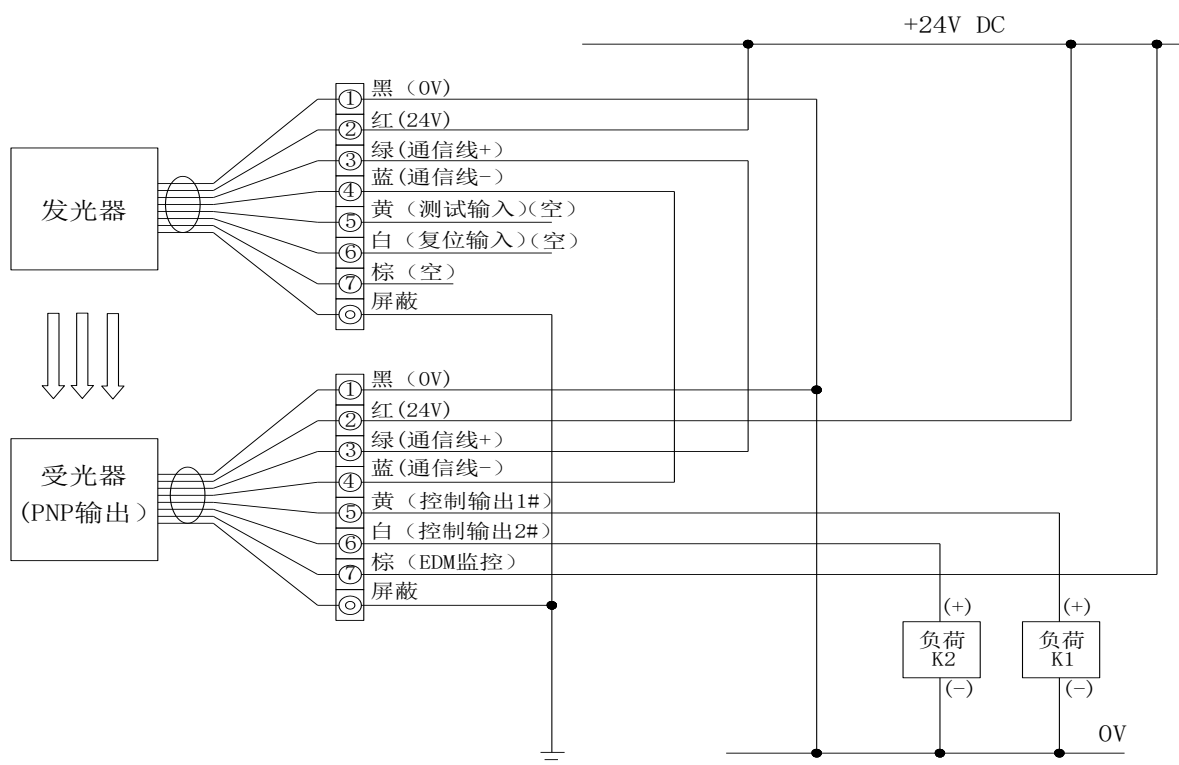 +24V DC
发光器
① 黑（0V)
② 红(24V)
③ 绿(通信线+)
④ 蓝(通信线-)
⑤ 黄（测试输入)(空）
⑥ 白（复位输入)(空）
⑦ 棕（空）
屏蔽
受光器
(PNP输出）
① 黑（0V)
② 红(24V)
③ 绿(通信线+)
④ 蓝(通信线-)
⑤ 黄（控制输出1#)
⑥ 白（控制输出2#)
⑦ 棕（EDM监控）
屏蔽
(+)
负荷
K2
(-)
(+)
负荷
K1
(-)
0V